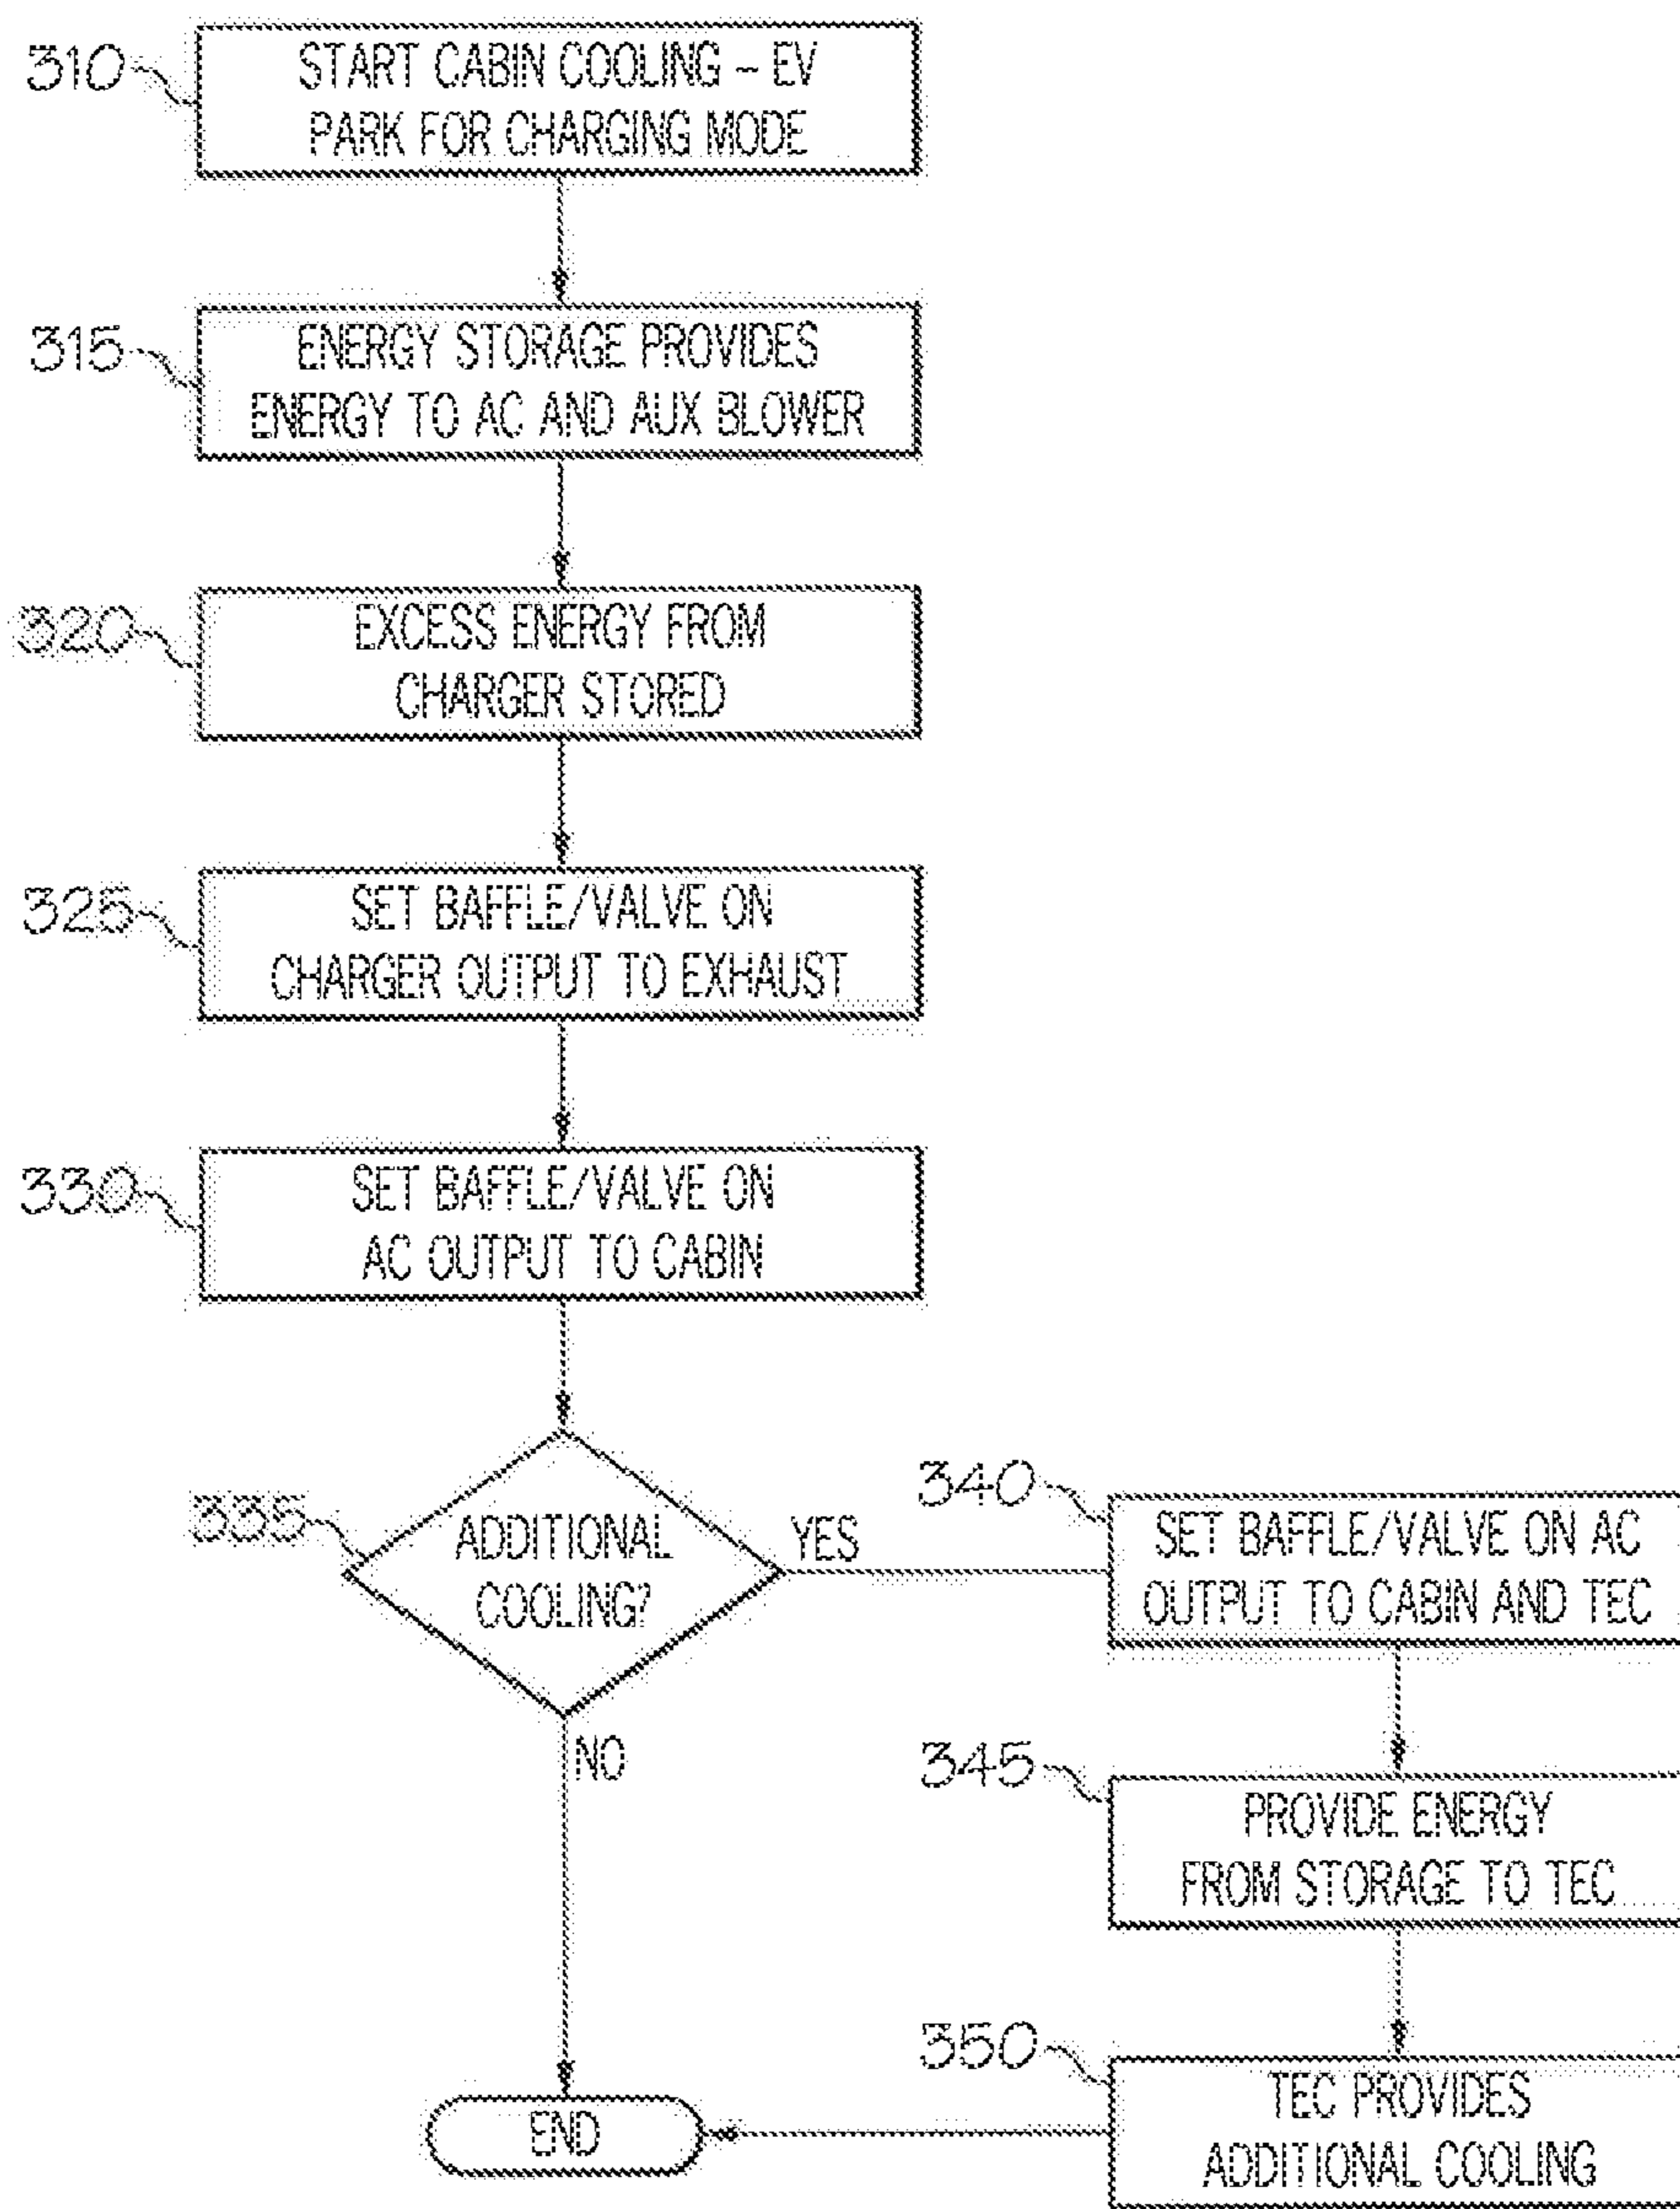 310
START CABIN COOLING - EV
PARK FOR CHARGING MODE
315
ENERGY STORAGE PROVIDES
ENERGY TO AC AND AUX BLOWER
320
EXCESS ENERGY FROM
CHARGER STORED
325
SET BAFFLE/VALVE ON
CHARGER OUTPUT TO EXHAUST
330
SET BAFFLE/VALVE ON
AC OUTPUT TO CABIN
335
ADDITIONAL
COOLING?
YES
NO
340
SET BAFFLE/VALVE ON AC
OUTPUT TO CABIN AND TEC
345
PROVIDE ENERGY
FROM STORAGE TO TEC
350
TEC PROVIDES
ADDITIONAL COOLING
END